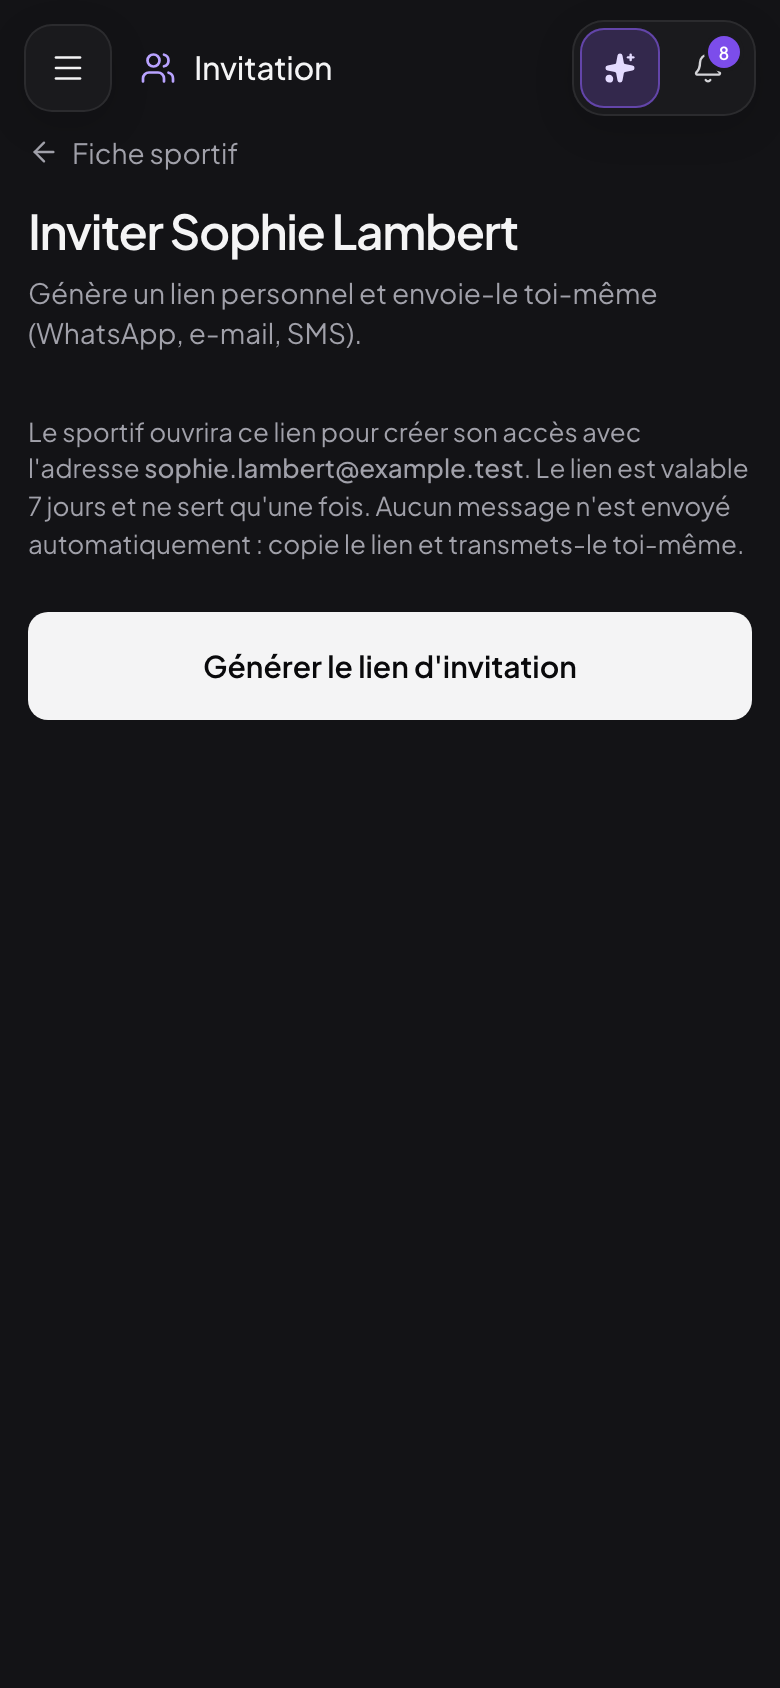 Invitation
8
Fiche sportif
Inviter Sophie Lambert
Génère un lien personnel et envoie-le toi-même
(WhatsApp, e-mail, SMS).
Le sportif ouvrira ce lien pour créer son accès avec
l'adresse sophie.lambert@example.test. Le lien est valable
7 jours et ne sert qu'une fois. Aucun message n'est envoyé
automatiquement : copie le lien et transmets-le toi-même.
Générer le lien d'invitation